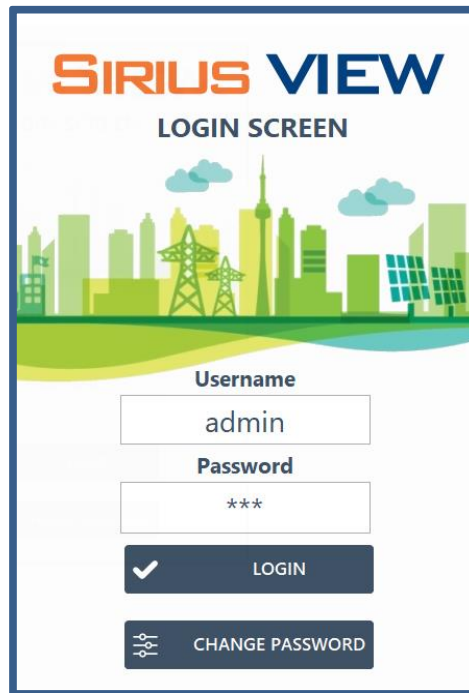 SIRIUS VIEW
LOGIN SCREEN
Username
admin
Password
***
LOGIN
CHANGE PASSWORD